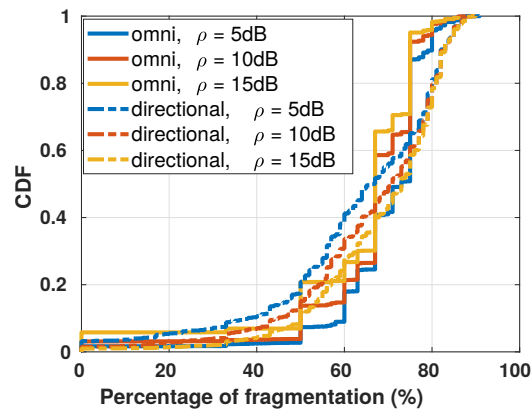 omni, ρ = 5dB
omni, ρ = 10dB
omni, ρ = 15dB
directional, ρ = 5dB
directional, ρ = 10dB
directional, ρ = 15dB
CDF
1
0.8
0.6
0.4
0.2
0
0 20 40 60 80 100
Percentage of fragmentation (%)